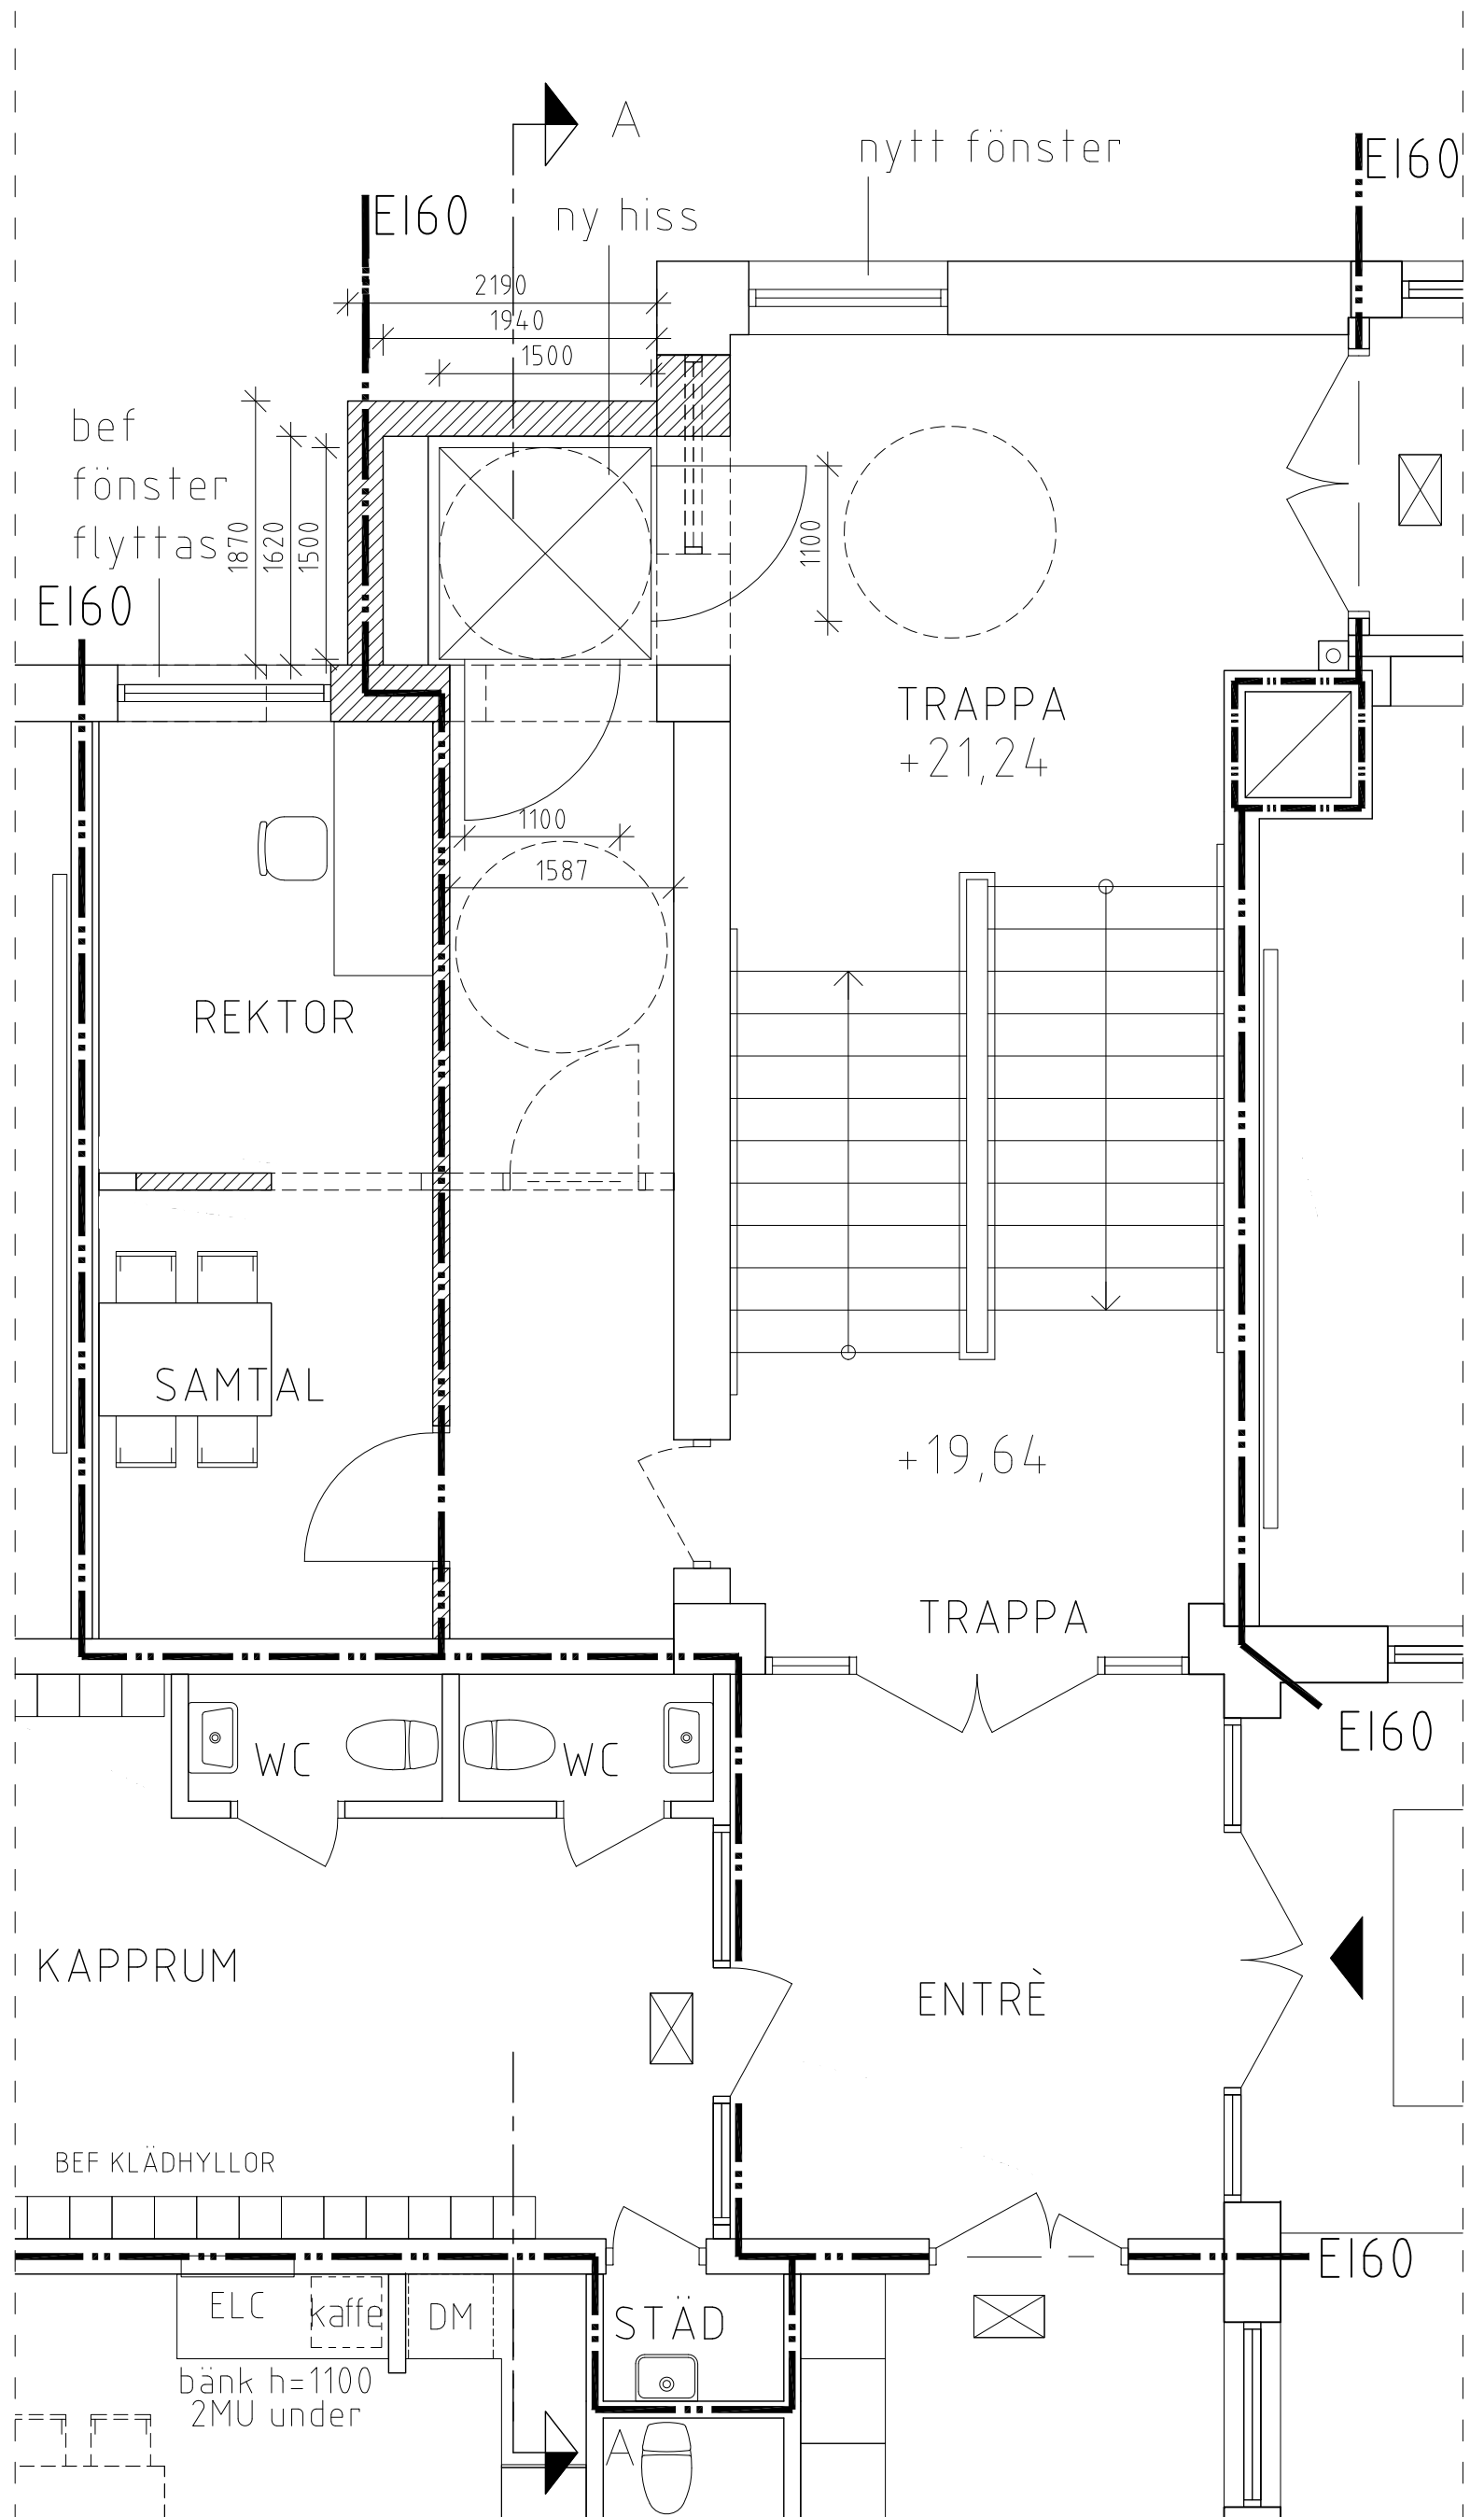 A
nytt fönster
EI60
EI60
ny hiss
2190
1940
1500
bef
fönster
flyttas
1870
1620
1500
1100
EI60
TRAPPA
+21,24
1100
1587
REKTOR
SAMTAL
+19,64
TRAPPA
EI60
WC
WC
KAPPRUM
ENTRÈ
BEF KLÄDHYLLOR
EI60
ELC
kaffe
DM
STÄD
bänk h=1100
2MU under
A